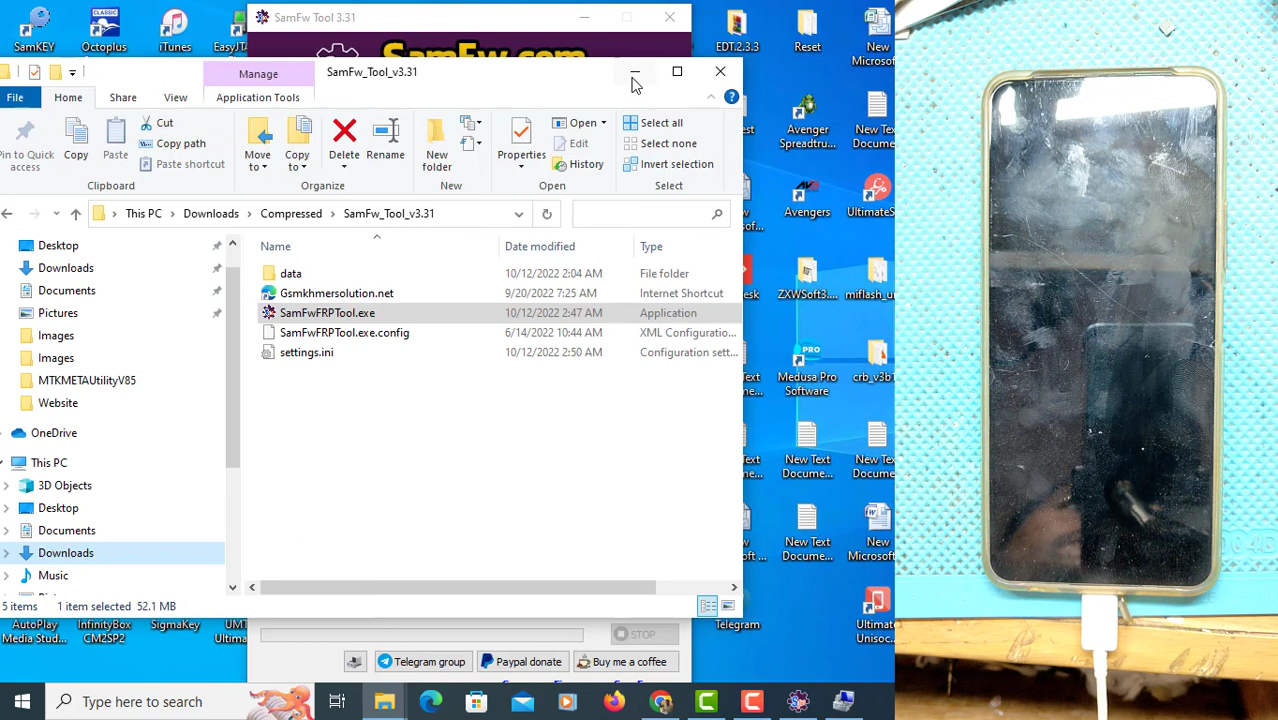 SamFw Tool 3.31
SamFw.com
Manage
SamFw_Tool_v3.31
File
Home
Share
View
Application Tools
Pin to Quick access
Copy
Paste
Cut
Copy path
Paste shortcut
Clipboard
Move to
Copy to
Delete
Rename
Organize
New folder
New
Properties
Open
Edit
History
Open
Select all
Select none
Invert selection
Select
This PC
Downloads
Compressed
SamFw_Tool_v3.31
Name
Date modified
Type
data
10/12/2022 2:04 AM
File folder
Gsmkhmersolution.net
9/20/2022 7:25 AM
Internet Shortcut
SamFwFRPTool.exe
10/12/2022 2:47 AM
Application
SamFwFRPTool.exe.config
6/14/2022 10:44 AM
XML Configuratio...
settings.ini
10/12/2022 2:50 AM
Configuration sett...
Desktop
Downloads
Documents
Pictures
Images
Images
MTKMETAUtilityV85
Website
OneDrive
This PC
3D Objects
Desktop
Documents
Downloads
Music
5 items
1 item selected
52.1 MB
STOP
Telegram group
Paypal donate
Buy me a coffee
SamKEY
Octoplus
iTunes
EasyJTA
EDT.2.3.3
Reset
New Microsof
Avenger Spreadtru...
New Text Docume
Avengers
UltimateS
ZXWSoft3....
miflash_un
PRO
Medusa Pro Software
crb_v3b1
New Text Docume...
New Text Docume
New Text Docume...
New Microsoft
Telegram
Ultimate Unisoc
AutoPlay Media Stud...
InfinityBox CM2SP2
SigmaKey
UMT
Type here to search